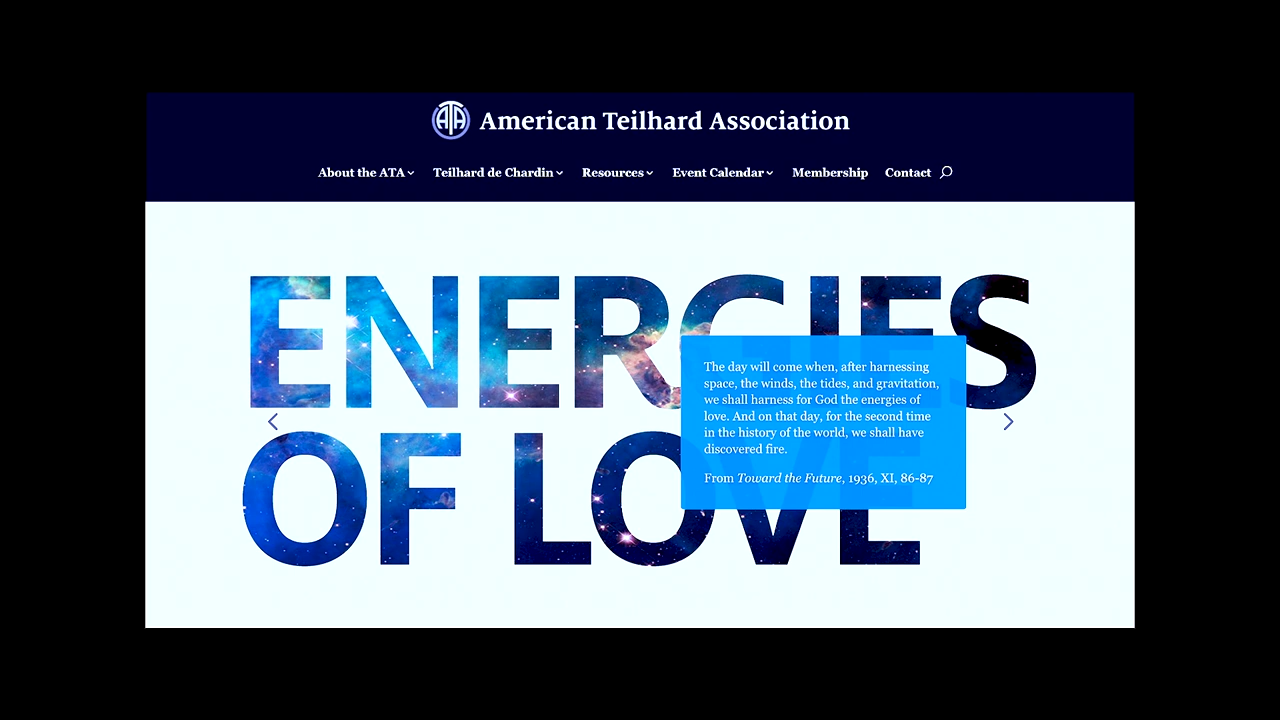 ATA American Teilhard Association
About the ATA Teilhard de Chardin Resources Event Calendar Membership Contact
ENERGIES
OF LOVE
The day will come when, after harnessing
space, the winds, the tides, and gravitation,
we shall harness for God the energies of
love. And on that day, for the second time
in the history of the world, we shall have
discovered fire.
From Toward the Future, 1936, XI, 86-87